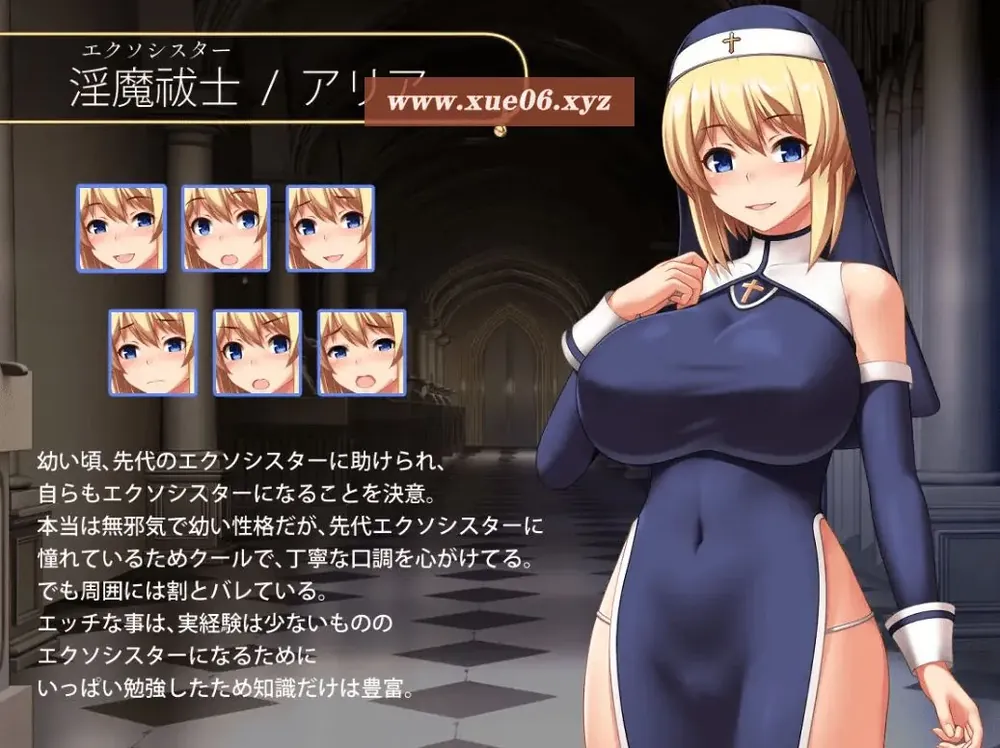 エクソシスター
淫魔祓士 / アリア
www.xue06.xyz
幼い頃、先代のエクソシスターに助けられ、
自らもエクソシスターになることを決意。
本当は無邪気で幼い性格だが、先代エクソシスターに
憧れているためクールで、丁寧な口調を心がけてる。
でも周囲には割とバレている。
エッチな事は、実経験は少ないものの
エクソシスターになるために
いっぱい勉強したため知識だけは豊富。